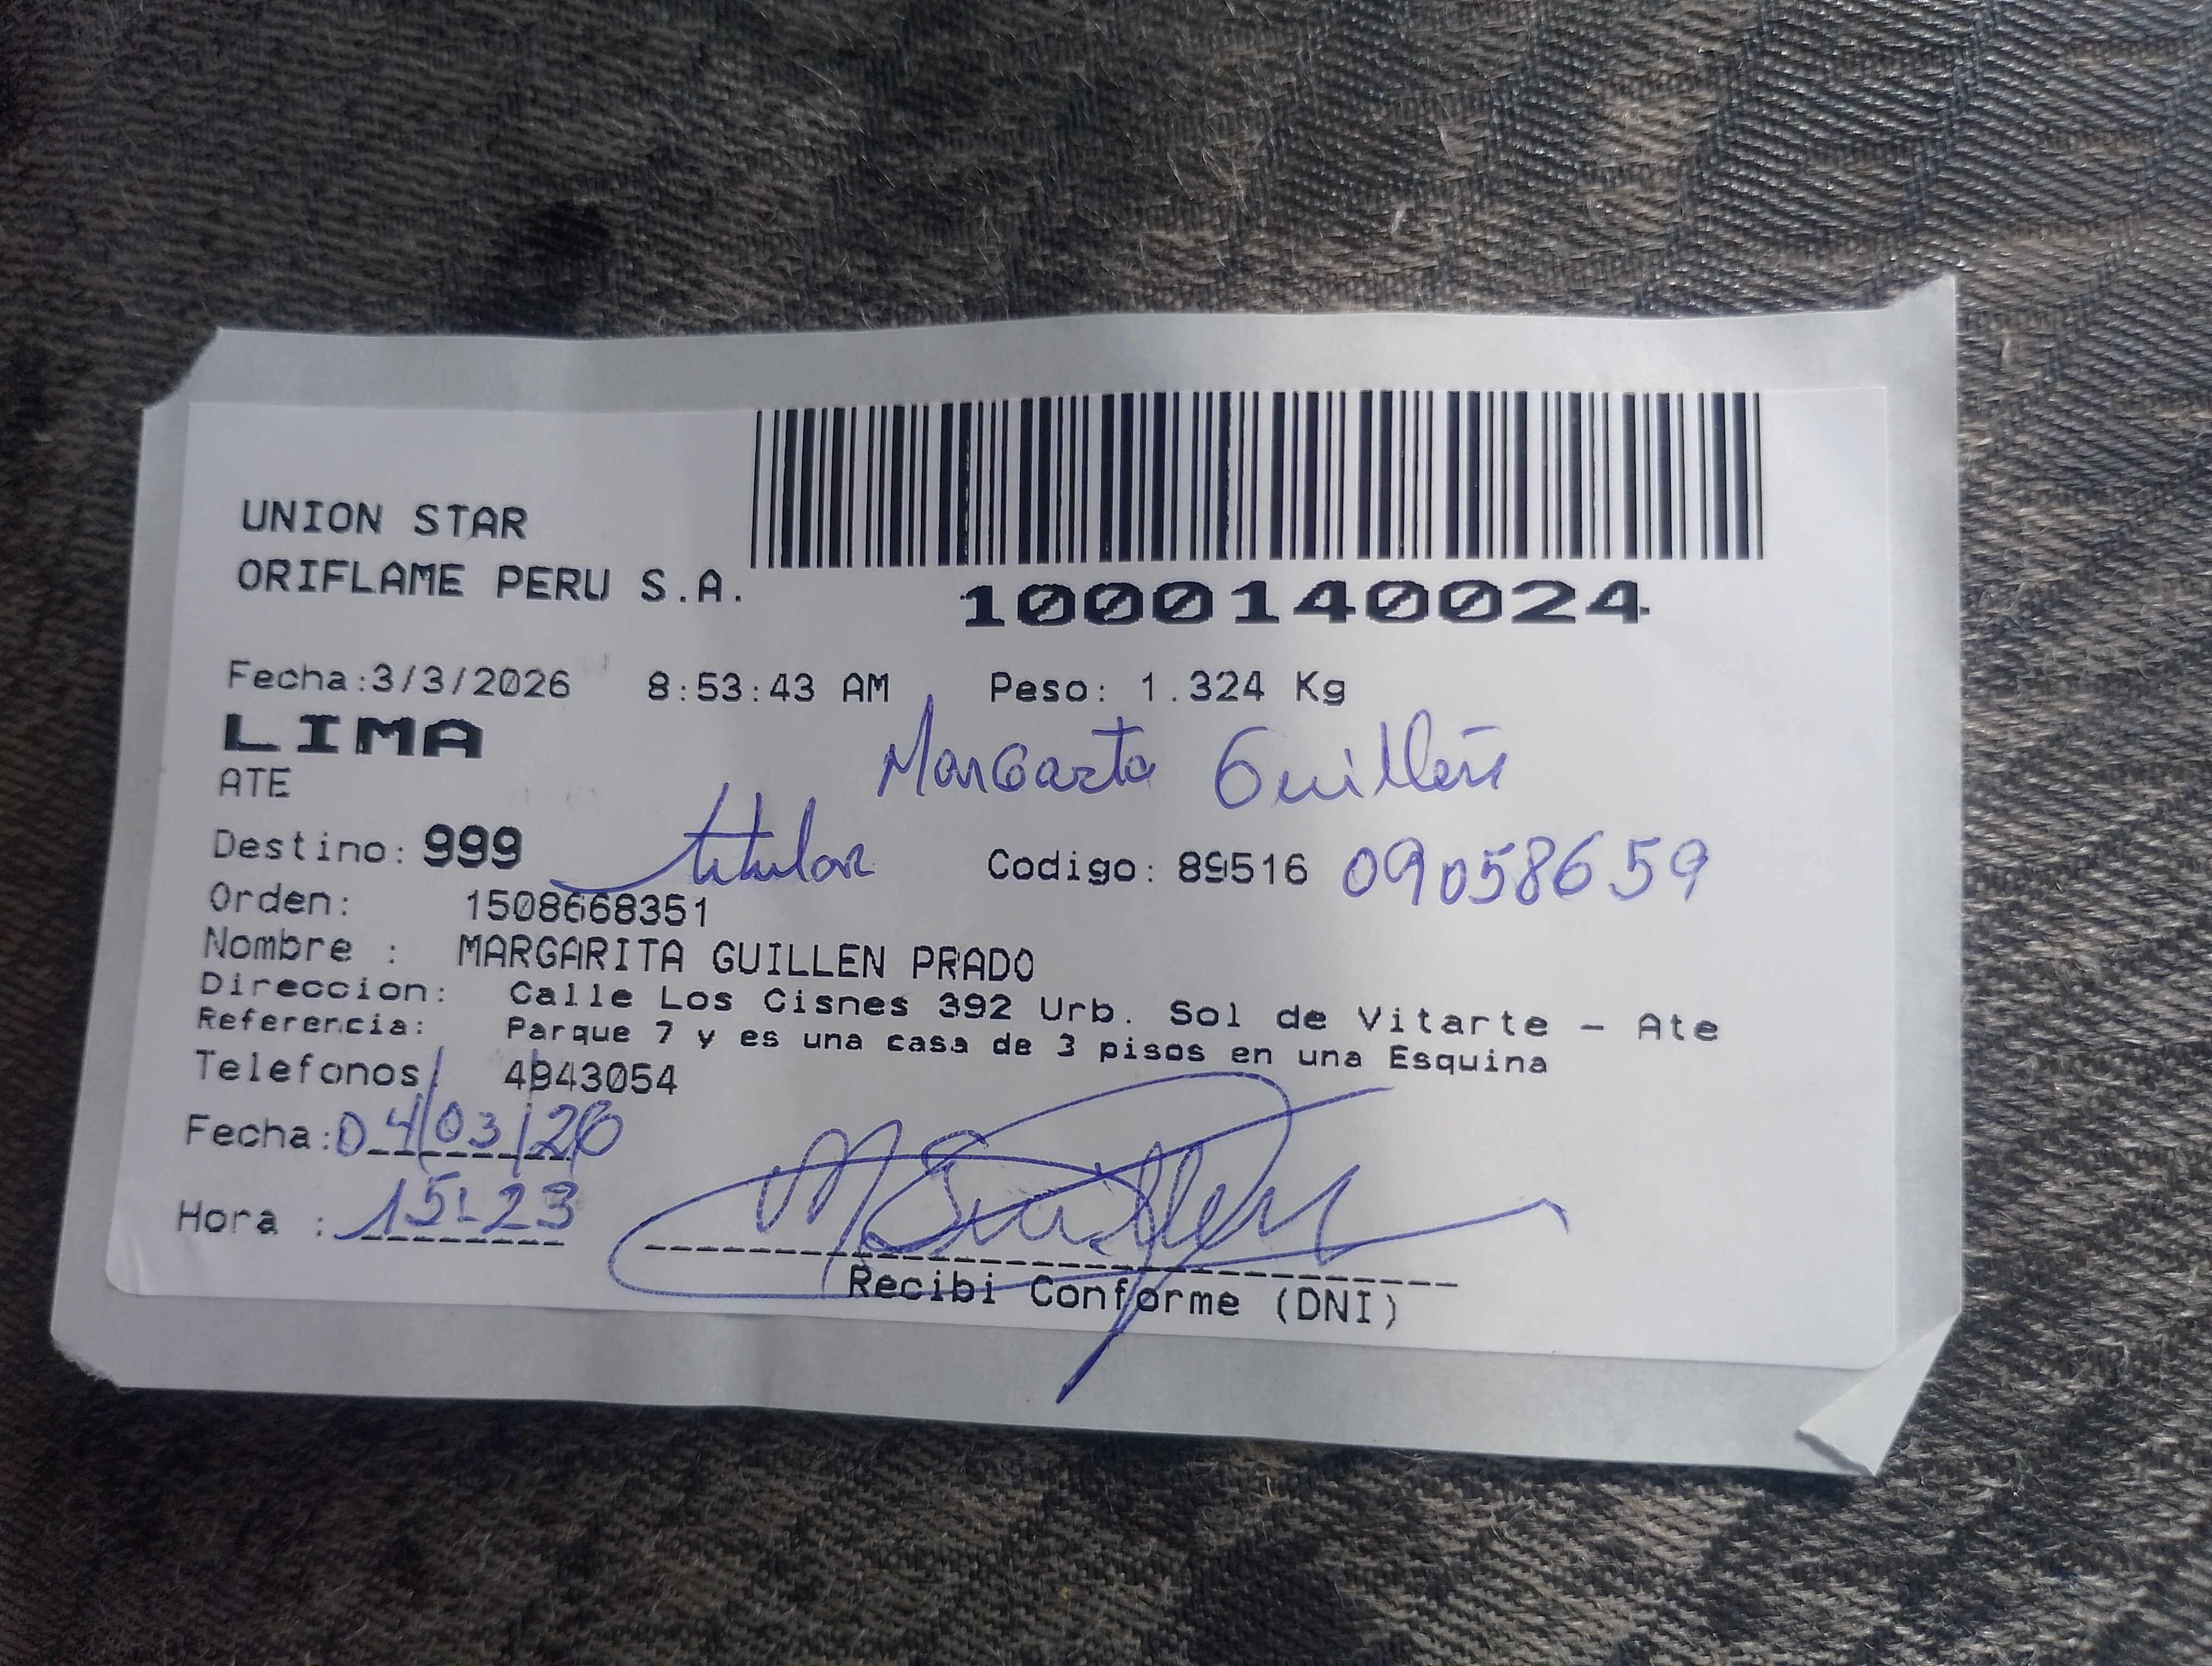 UNION STAR
ORIFLAME PERU S.A.
1000140024
Fecha:3/3/2026 8:53:43 AM Peso: 1.324 Kg
LIMA
Margarita Guillen
ATE
Destino: 999 titular Codigo: 89516 09058659
Orden: 1508668351
Nombre : MARGARITA GUILLEN PRADO
Direccion: Calle Los Cisnes 392 Urb. Sol de Vitarte - Ate
Referencia: Parque 7 y es una casa de 3 pisos en una Esquina
Telefonos 4943054
Fecha: 04/03/26
Hora : 15:23
M Guillen
Recibi Conforme (DNI)